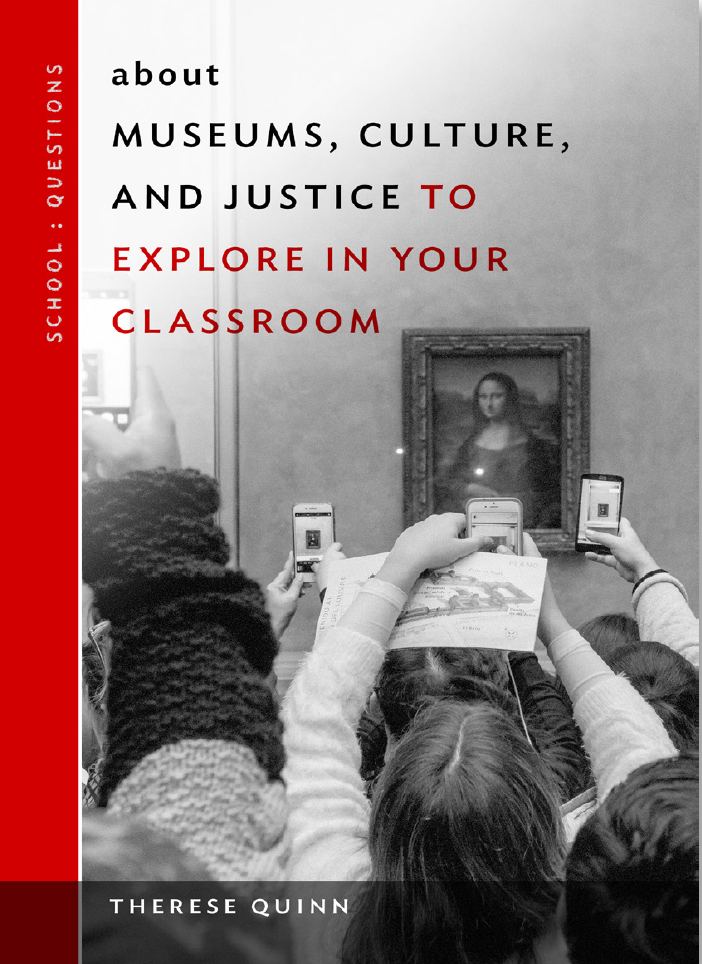 SCHOOL : QUESTIONS
about
MUSEUMS, CULTURE,
AND JUSTICE TO
EXPLORE IN YOUR
CLASSROOM
THERESE QUINN